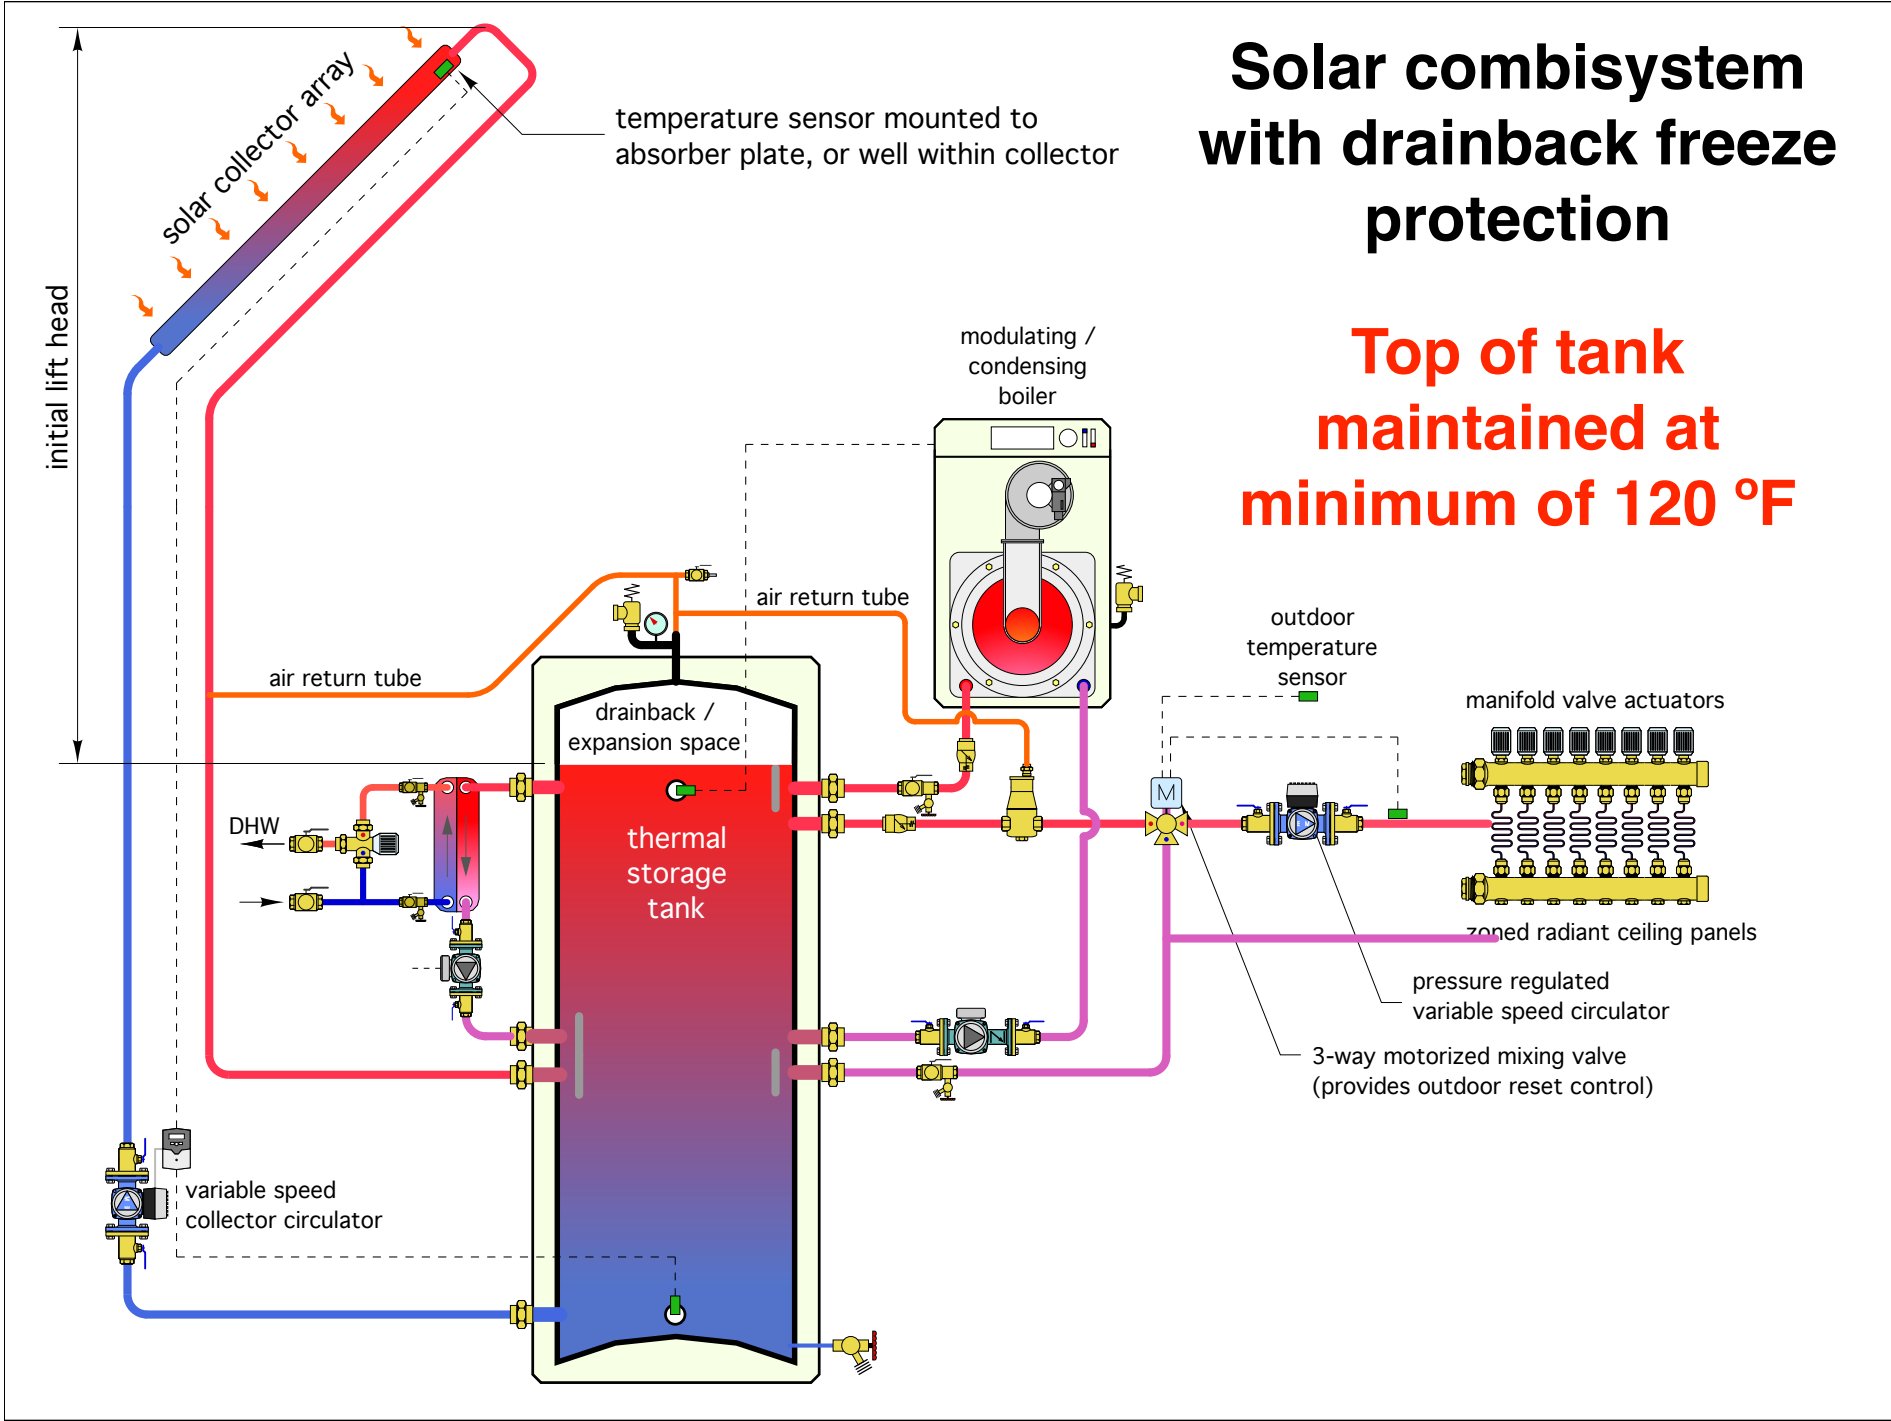 Solar combisystem
with drainback freeze
protection
Top of tank
maintained at
minimum of 120 ºF
solar collector array
temperature sensor mounted to
absorber plate, or well within collector
initial lift head
modulating /
condensing
boiler
air return tube
air return tube
outdoor
temperature
sensor
manifold valve actuators
drainback /
expansion space
M
DHW
thermal
storage
tank
zoned radiant ceiling panels
pressure regulated
variable speed circulator
3-way motorized mixing valve
(provides outdoor reset control)
variable speed
collector circulator